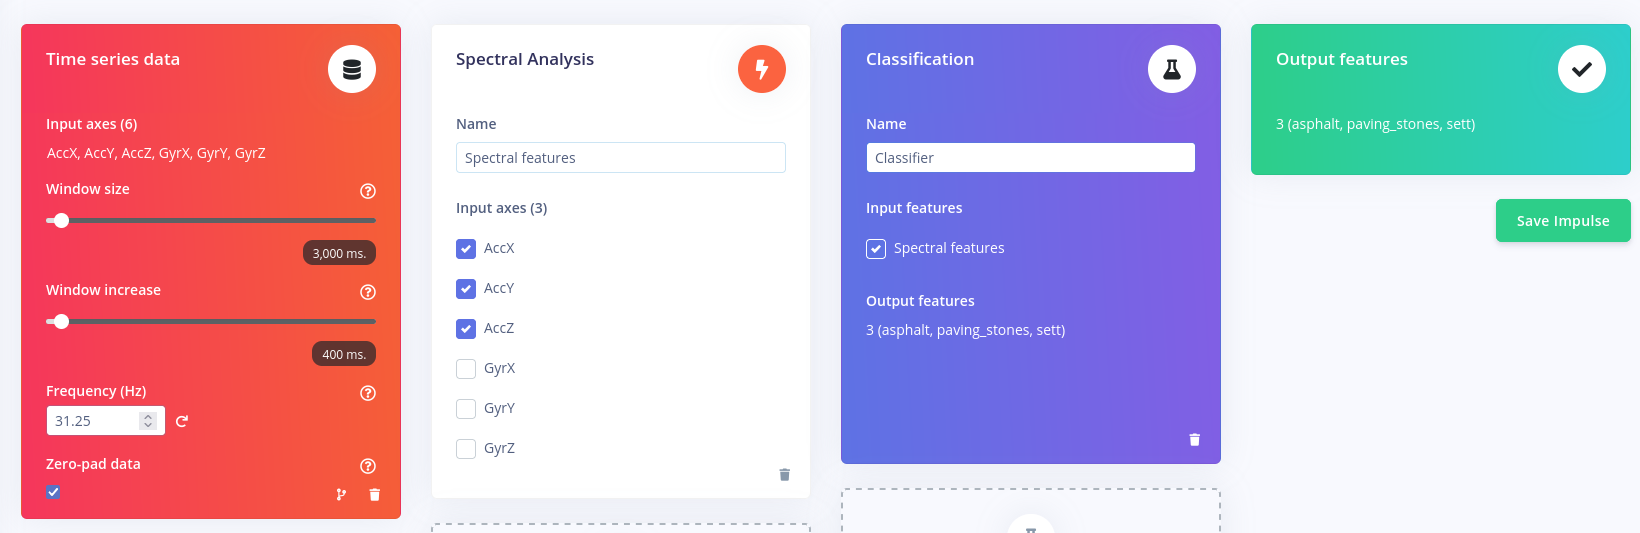 Time series data
Input axes (6)
AccX, AccY, AccZ, GyrX, GyrY, GyrZ
Window size
3,000 ms.
Window increase
400 ms.
Frequency (Hz)
31.25
Zero-pad data
Spectral Analysis
Name
Spectral features
Input axes (3)
AccX
AccY
AccZ
GyrX
GyrY
GyrZ
Classification
Name
Classifier
Input features
Spectral features
Output features
3 (asphalt, paving_stones, sett)
Output features
3 (asphalt, paving_stones, sett)
Save Impulse